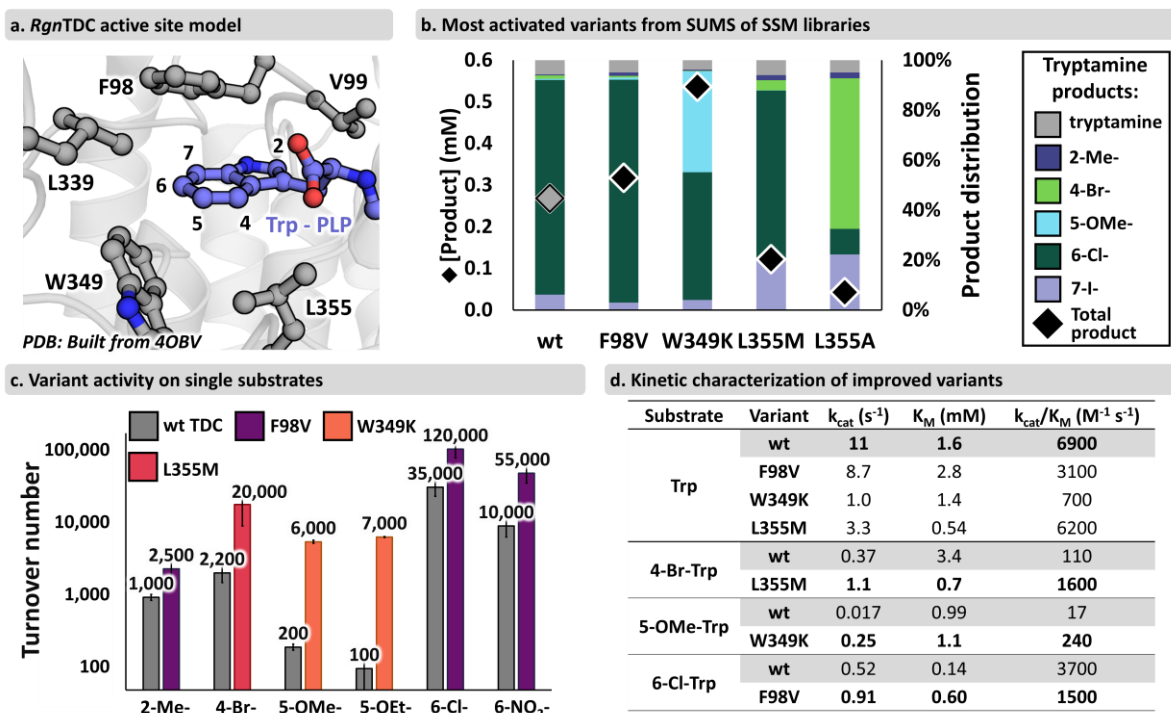 a. RgnTDC active site model
F98
V99
L339
7
2
6
5
4
Trp - PLP
W349
L355
PDB: Built from 4OBV
b. Most activated variants from SUMS of SSM libraries
◆[Product] (mM)
0.6
0.5
0.4
0.3
0.2
0.1
0.0
100%
80%
60%
40%
20%
0%
Product distribution
wt F98V W349K L355M L355A
Tryptamine
products:
tryptamine
2-Me-
4-Br-
5-OMe-
6-Cl-
7-I-
Total
product
c. Variant activity on single substrates
Turnover number
100,000
10,000
1,000
100
wt TDC F98V W349K
L355M
1,000 2,500
2,200 20,000
200 6,000
100 7,000
35,000 120,000
10,000 55,000
2-Me- 4-Br- 5-OMe- 5-OEt- 6-Cl- 6-NO₂-
d. Kinetic characterization of improved variants
Substrate Variant kcat (s⁻¹) KM (mM) kcat/KM (M⁻¹ s⁻¹)
Trp
wt 11 1.6 6900
F98V 8.7 2.8 3100
W349K 1.0 1.4 700
L355M 3.3 0.54 6200
4-Br-Trp
wt 0.37 3.4 110
L355M 1.1 0.7 1600
5-OMe-Trp
wt 0.017 0.99 17
W349K 0.25 1.1 240
6-Cl-Trp
wt 0.52 0.14 3700
F98V 0.91 0.60 1500